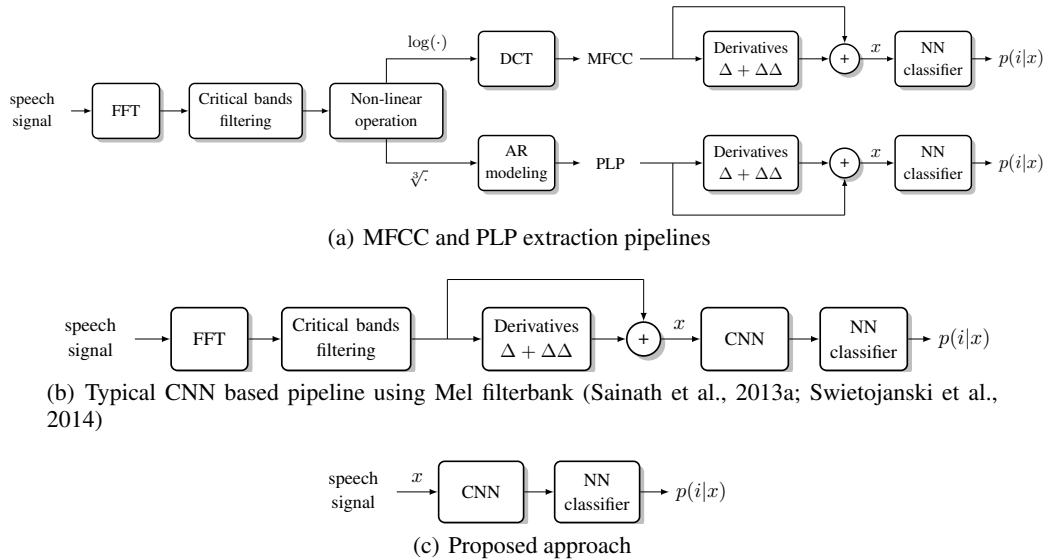 speech signal
FFT
Critical bands filtering
Non-linear operation
log(·)
DCT
MFCC
Derivatives
Δ + ΔΔ
+
x
NN classifier
p(i|x)
∛·
AR modeling
PLP
Derivatives
Δ + ΔΔ
+
x
NN classifier
p(i|x)
(a) MFCC and PLP extraction pipelines
speech signal
FFT
Critical bands filtering
Derivatives
Δ + ΔΔ
+
x
CNN
NN classifier
p(i|x)
(b) Typical CNN based pipeline using Mel filterbank (Sainath et al., 2013a; Swietojanski et al.,
2014)
speech signal
x
CNN
NN classifier
p(i|x)
(c) Proposed approach